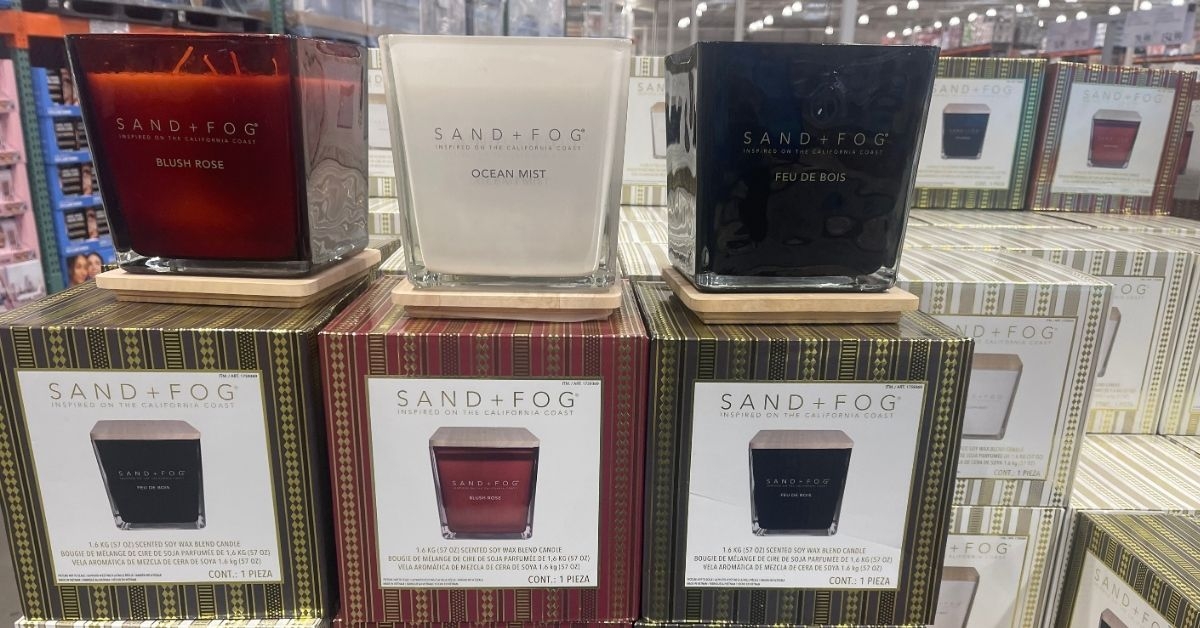 SAND + FOG®
INSPIRED ON THE CALIFORNIA COAST
BLUSH ROSE
SAND + FOG®
INSPIRED ON THE CALIFORNIA COAST
OCEAN MIST
SAND + FOG®
INSPIRED ON THE CALIFORNIA COAST
FEU DE BOIS
SAND + FOG®
INSPIRED ON THE CALIFORNIA COAST
SAND + FOG
FEU DE BOIS
1.6 KG (57 OZ) SCENTED SOY WAX BLEND CANDLE
BOUGIE DE MÉLANGE DE CIRE DE SOJA PARFUMÉE DE 1,6 KG (57 OZ)
VELA AROMÁTICA DE MEZCLA DE CERA DE SOYA 1.6 kg (57 OZ)
CONT.: 1 PIEZA
SAND + FOG®
INSPIRED ON THE CALIFORNIA COAST
SAND + FOG
BLUSH ROSE
1.6 KG (57 OZ) SCENTED SOY WAX BLEND CANDLE
BOUGIE DE MÉLANGE DE CIRE DE SOJA PARFUMÉE DE 1,6 KG (57 OZ)
VELA AROMÁTICA DE MEZCLA DE CERA DE SOYA 1.6 kg (57 OZ)
CONT.: 1 PIEZA
SAND + FOG®
INSPIRED ON THE CALIFORNIA COAST
SAND + FOG
FEU DE BOIS
1.6 KG (57 OZ) SCENTED SOY WAX BLEND CANDLE
BOUGIE DE MÉLANGE DE CIRE DE SOJA PARFUMÉE DE 1,6 KG (57 OZ)
VELA AROMÁTICA DE MEZCLA DE CERA DE SOYA 1.6 kg (57 OZ)
CONT.: 1 PIEZA
SAND + FOG
SAND + FOG
ND + FOG®
CONT.: 1 PIEZA
SAND + FOG
SAND + FOG